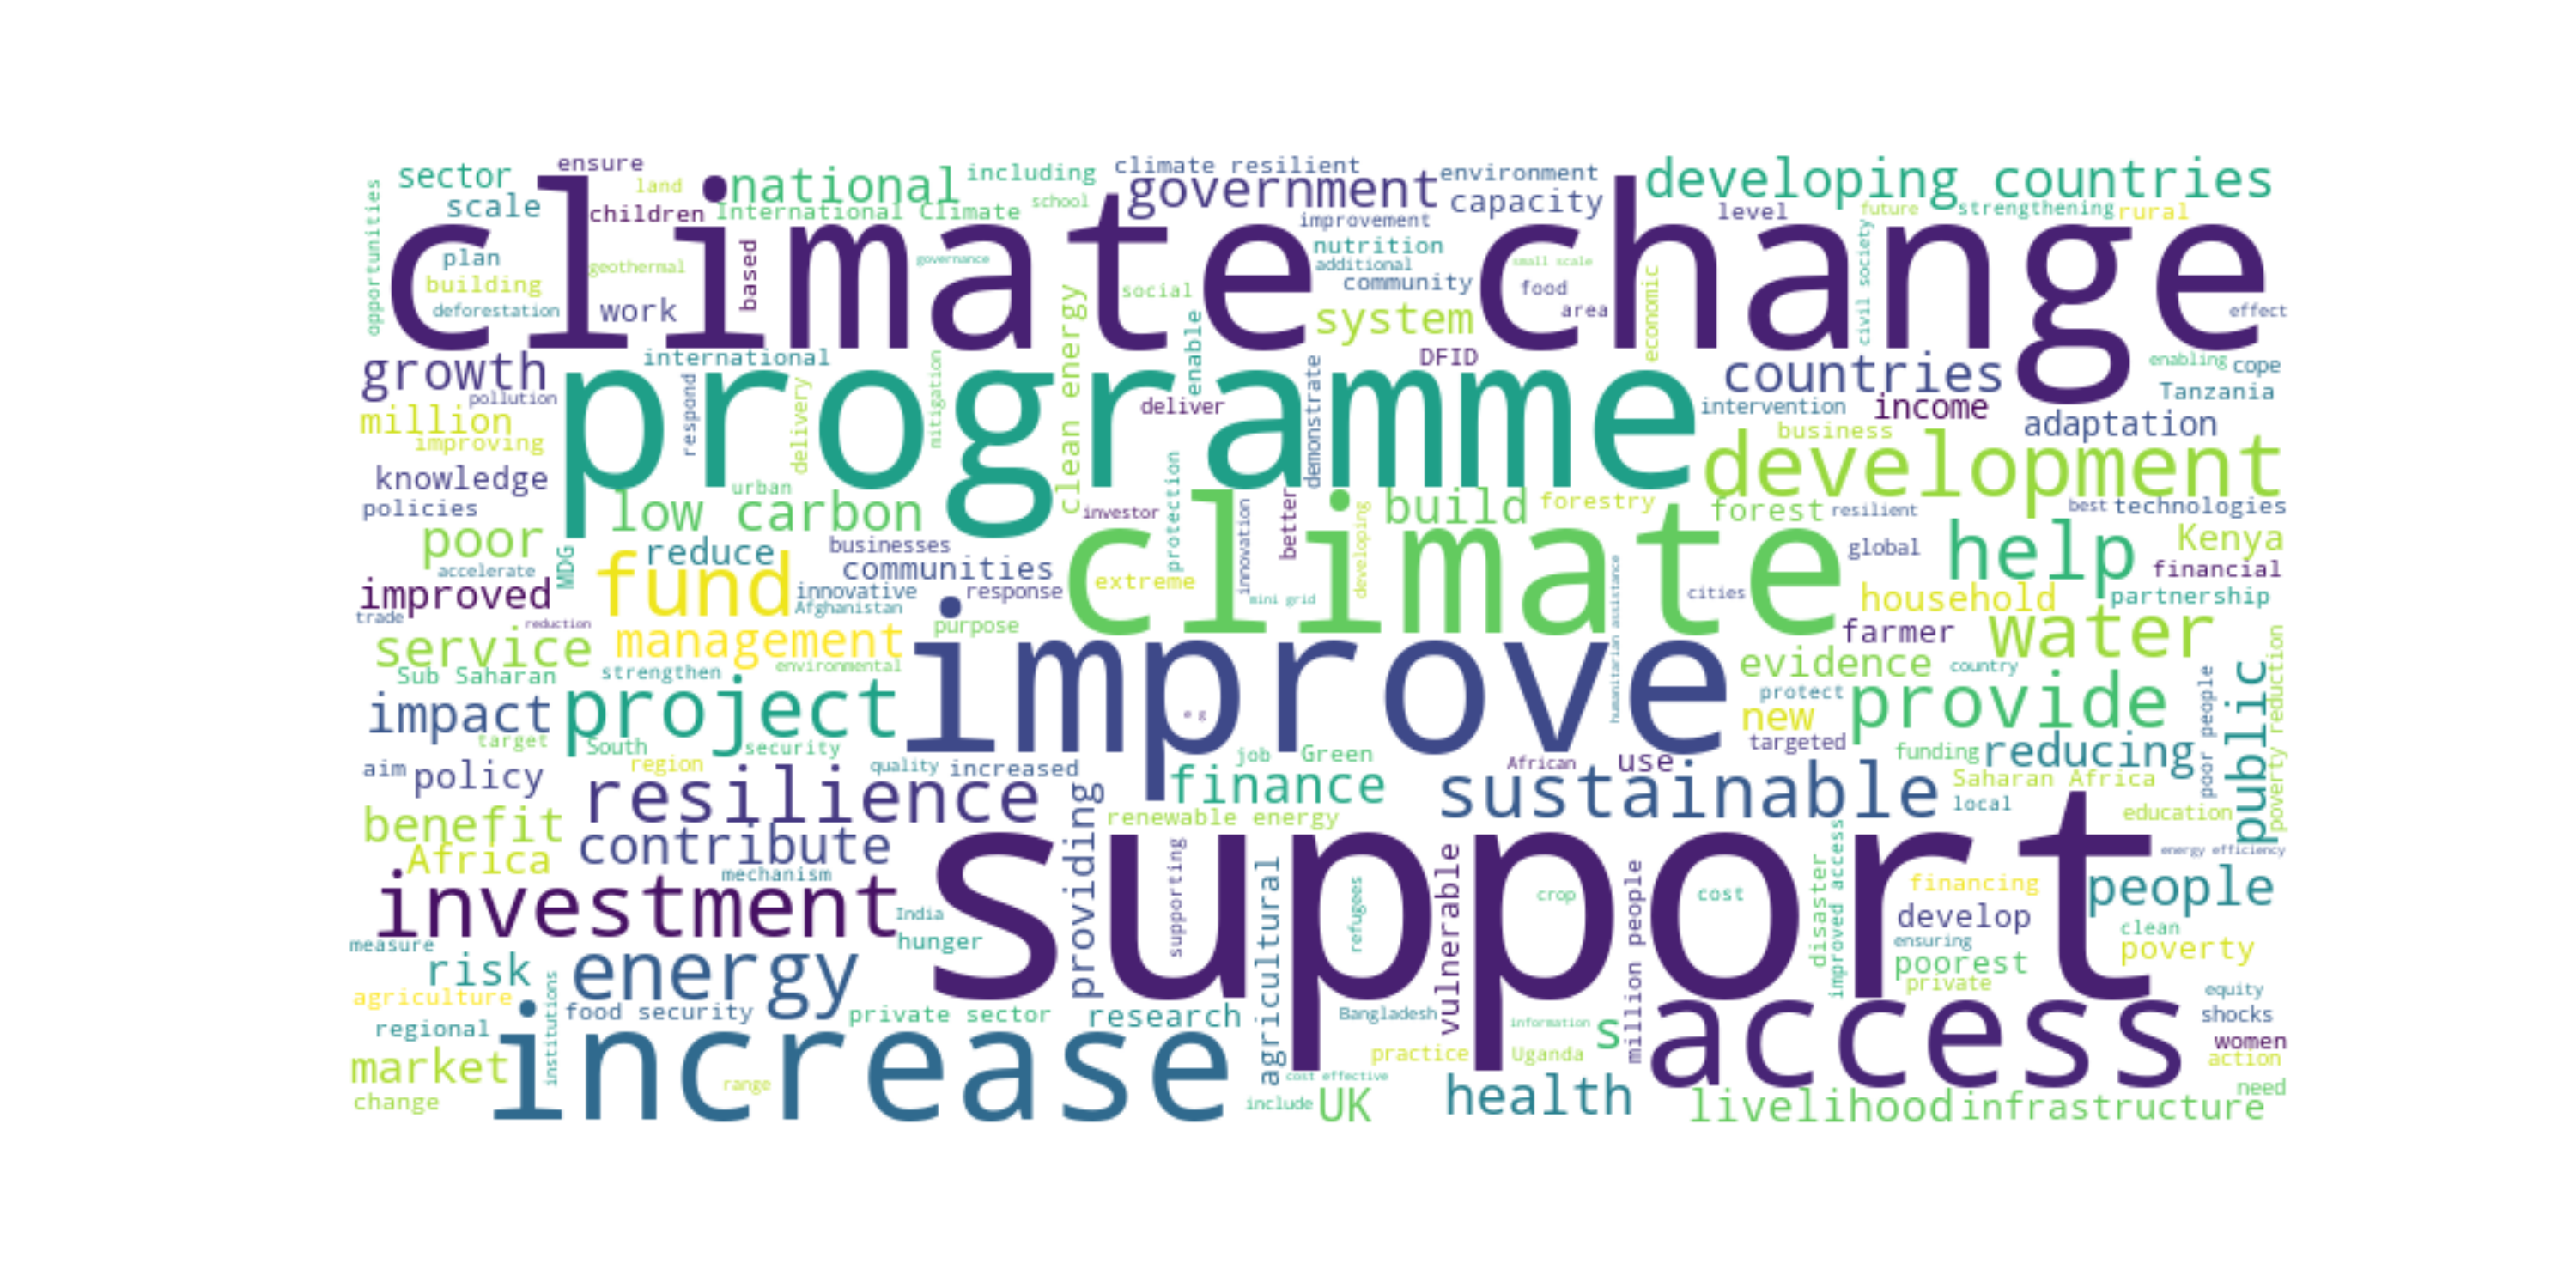 sector
ensure
land
national
including
climate resilient
environment
developing countries
scale
children
International Climate
school
government
capacity
improvement
level
future
strengthening
rural
opportunities
climate change
plan
building
deforestation
geothermal
work
based
governance
social
nutrition
additional
community
small scale
food
area
system
economic
civil society
effect
growth
international
clean energy
enable
DFID
countries
enabling
cope
Tanzania
pollution
million
improving
programme
respond
delivery
mitigation
deliver
demonstrate
intervention
income
adaptation
business
development
knowledge
policies
urban
low carbon
investor
protection
innovation
better
developing
build
forestry
forest
resilient
best
technologies
poor
accelerate
MDG
reduce
businesses
communities
extreme
mini grid
climate
global
help
Kenya
financial
improved
fund
innovative
Afghanistan
response
cities
household
partnership
trade
reduction
service
management
purpose
environmental
humanitarian assistance
farmer
water
Sub Saharan
strengthen
improve
evidence
country
impact
project
protect
provide
new
targeted
public
poor people
poverty reduction
target
South
security
job
Green
funding
reducing
aim
policy
region
quality
increased
finance
African
use
Saharan Africa
resilience
sustainable
local
benefit
renewable energy
education
Africa
contribute
mechanism
providing
supporting
support
energy efficiency
investment
India
hunger
agricultural
refugees
vulnerable
million people
crop
cost
disaster
improved access
financing
develop
people
measure
ensuring
clean
poverty
risk
energy
poorest
private
agriculture
institutions
food security
private sector
research
Bangladesh
information
s
equity
shocks
regional
increase
practice
Uganda
access
women
action
market
range
cost effective
need
change
include
UK
health
livelihood
infrastructure